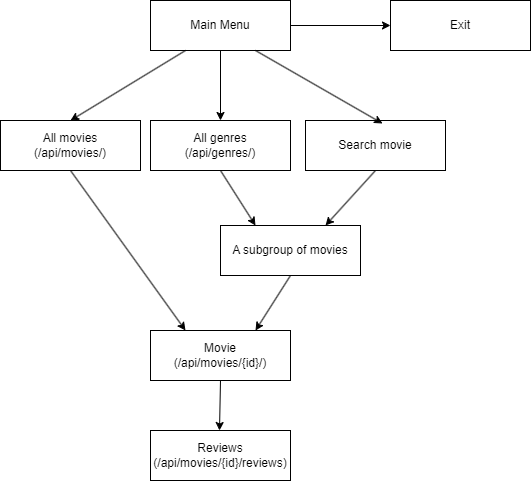 Main Menu
Exit
All movies
(/api/movies/)
All genres
(/api/genres/)
Search movie
A subgroup of movies
Movie
(/api/movies/{id}/)
Reviews
(/api/movies/{id}/reviews)